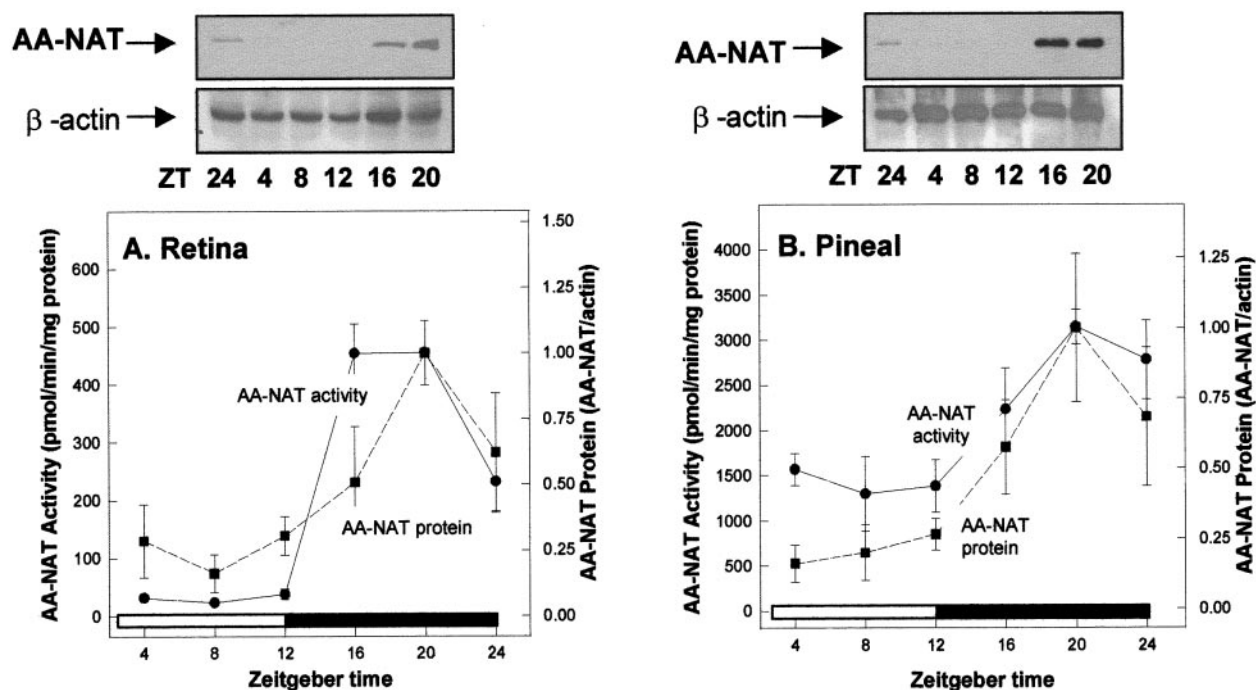 AA-NAT
β -actin
ZT 24 4 8 12 16 20
AA-NAT
β -actin
ZT 24 4 8 12 16 20
A. Retina
AA-NAT Activity (pmol/min/mg protein)
600
500
400
300
200
100
0
AA-NAT activity
AA-NAT protein
1.50
1.25
1.00
0.75
0.50
0.25
0.00
AA-NAT Protein (AA-NAT/actin)
4 8 12 16 20 24
Zeitgeber time
B. Pineal
AA-NAT Activity (pmol/min/mg protein)
4000
3500
3000
2500
2000
1500
1000
500
0
AA-NAT
activity
AA-NAT
protein
1.25
1.00
0.75
0.50
0.25
0.00
AA-NAT Protein (AA-NAT/actin)
4 8 12 16 20 24
Zeitgeber time